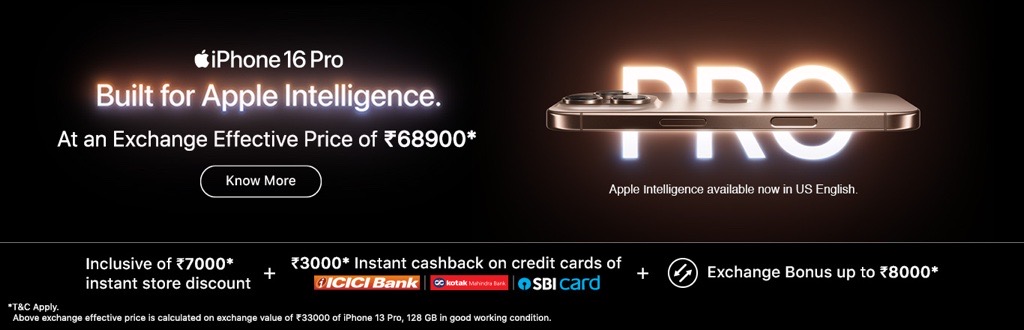 iPhone 16 Pro
Built for Apple Intelligence.
At an Exchange Effective Price of ₹68900*
Know More
PRO
Apple Intelligence available now in US English.
Inclusive of ₹7000*
instant store discount
+
₹3000* Instant cashback on credit cards of
ICICI Bank | kotak Mahindra Bank | SBI card
+
Exchange Bonus up to ₹8000*
*T&C Apply.
Above exchange effective price is calculated on exchange value of ₹33000 of iPhone 13 Pro, 128 GB in good working condition.